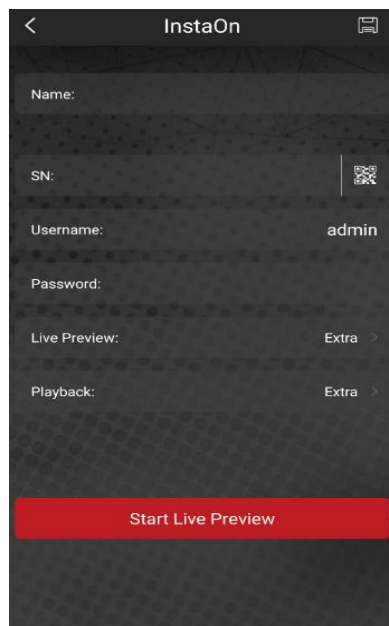 InstaOn
Name:
SN:
Username: admin
Password:
Live Preview: Extra
Playback: Extra
Start Live Preview